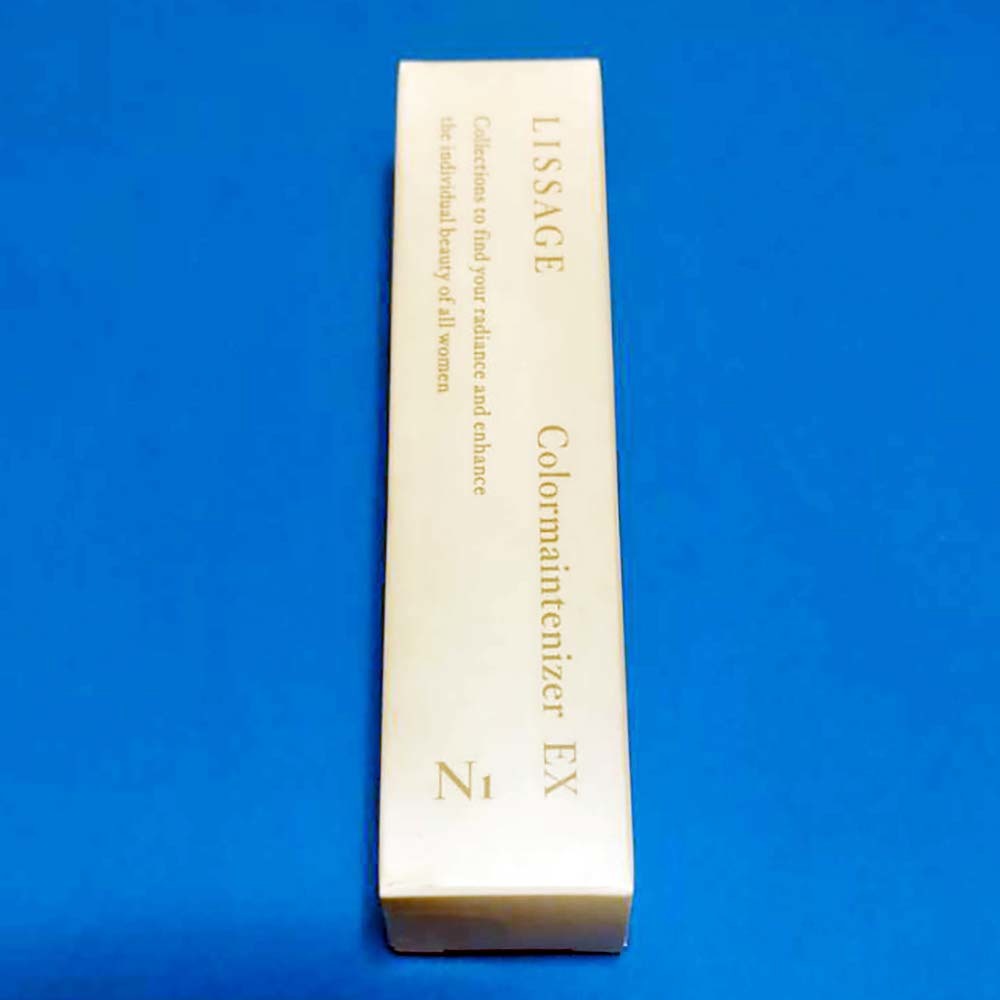 LISSAGE Colormaintenizer EX
Collections to find your radiance and enhance
the individual beauty of all women
N1